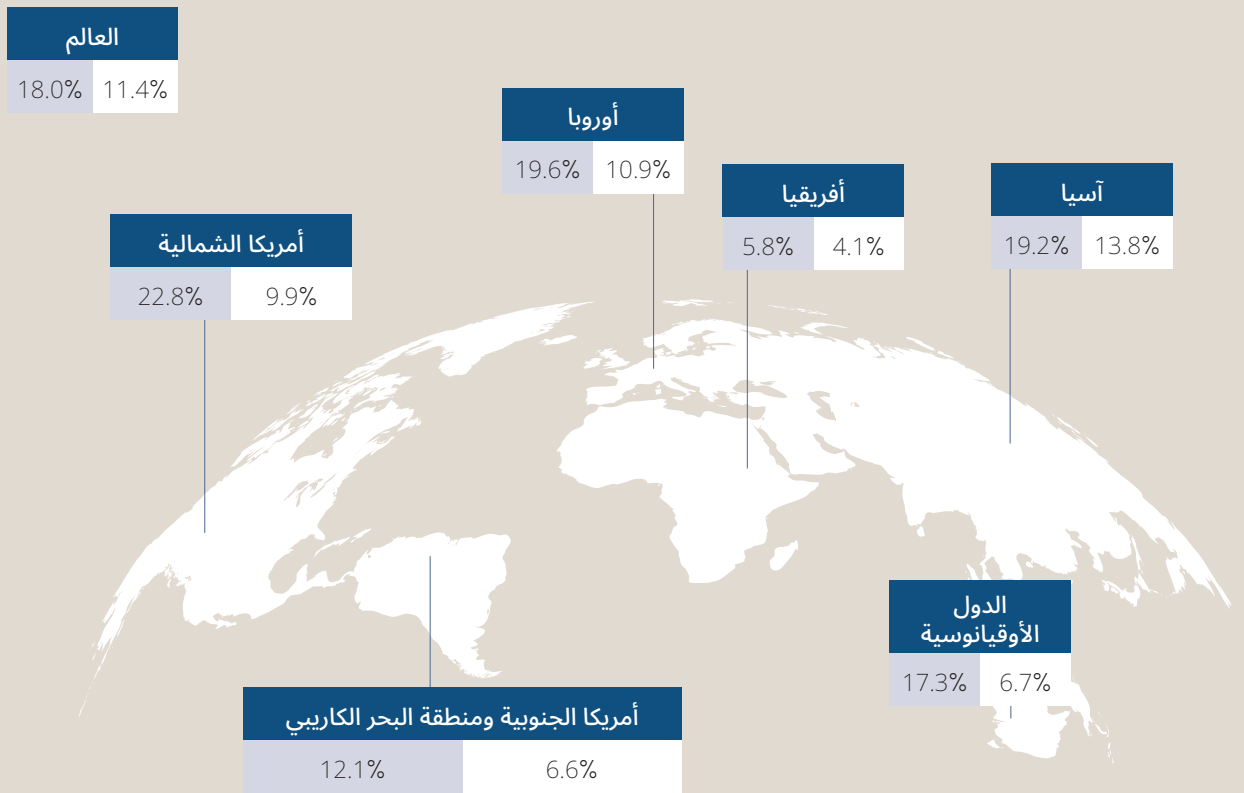 العالم
18.0% 11.4%
أوروبا
19.6% 10.9%
أفريقيا
5.8% 4.1%
آسيا
19.2% 13.8%
أمريكا الشمالية
22.8% 9.9%
الدول
الأوقيانوسية
17.3% 6.7%
أمريكا الجنوبية ومنطقة البحر الكاريبي
12.1% 6.6%